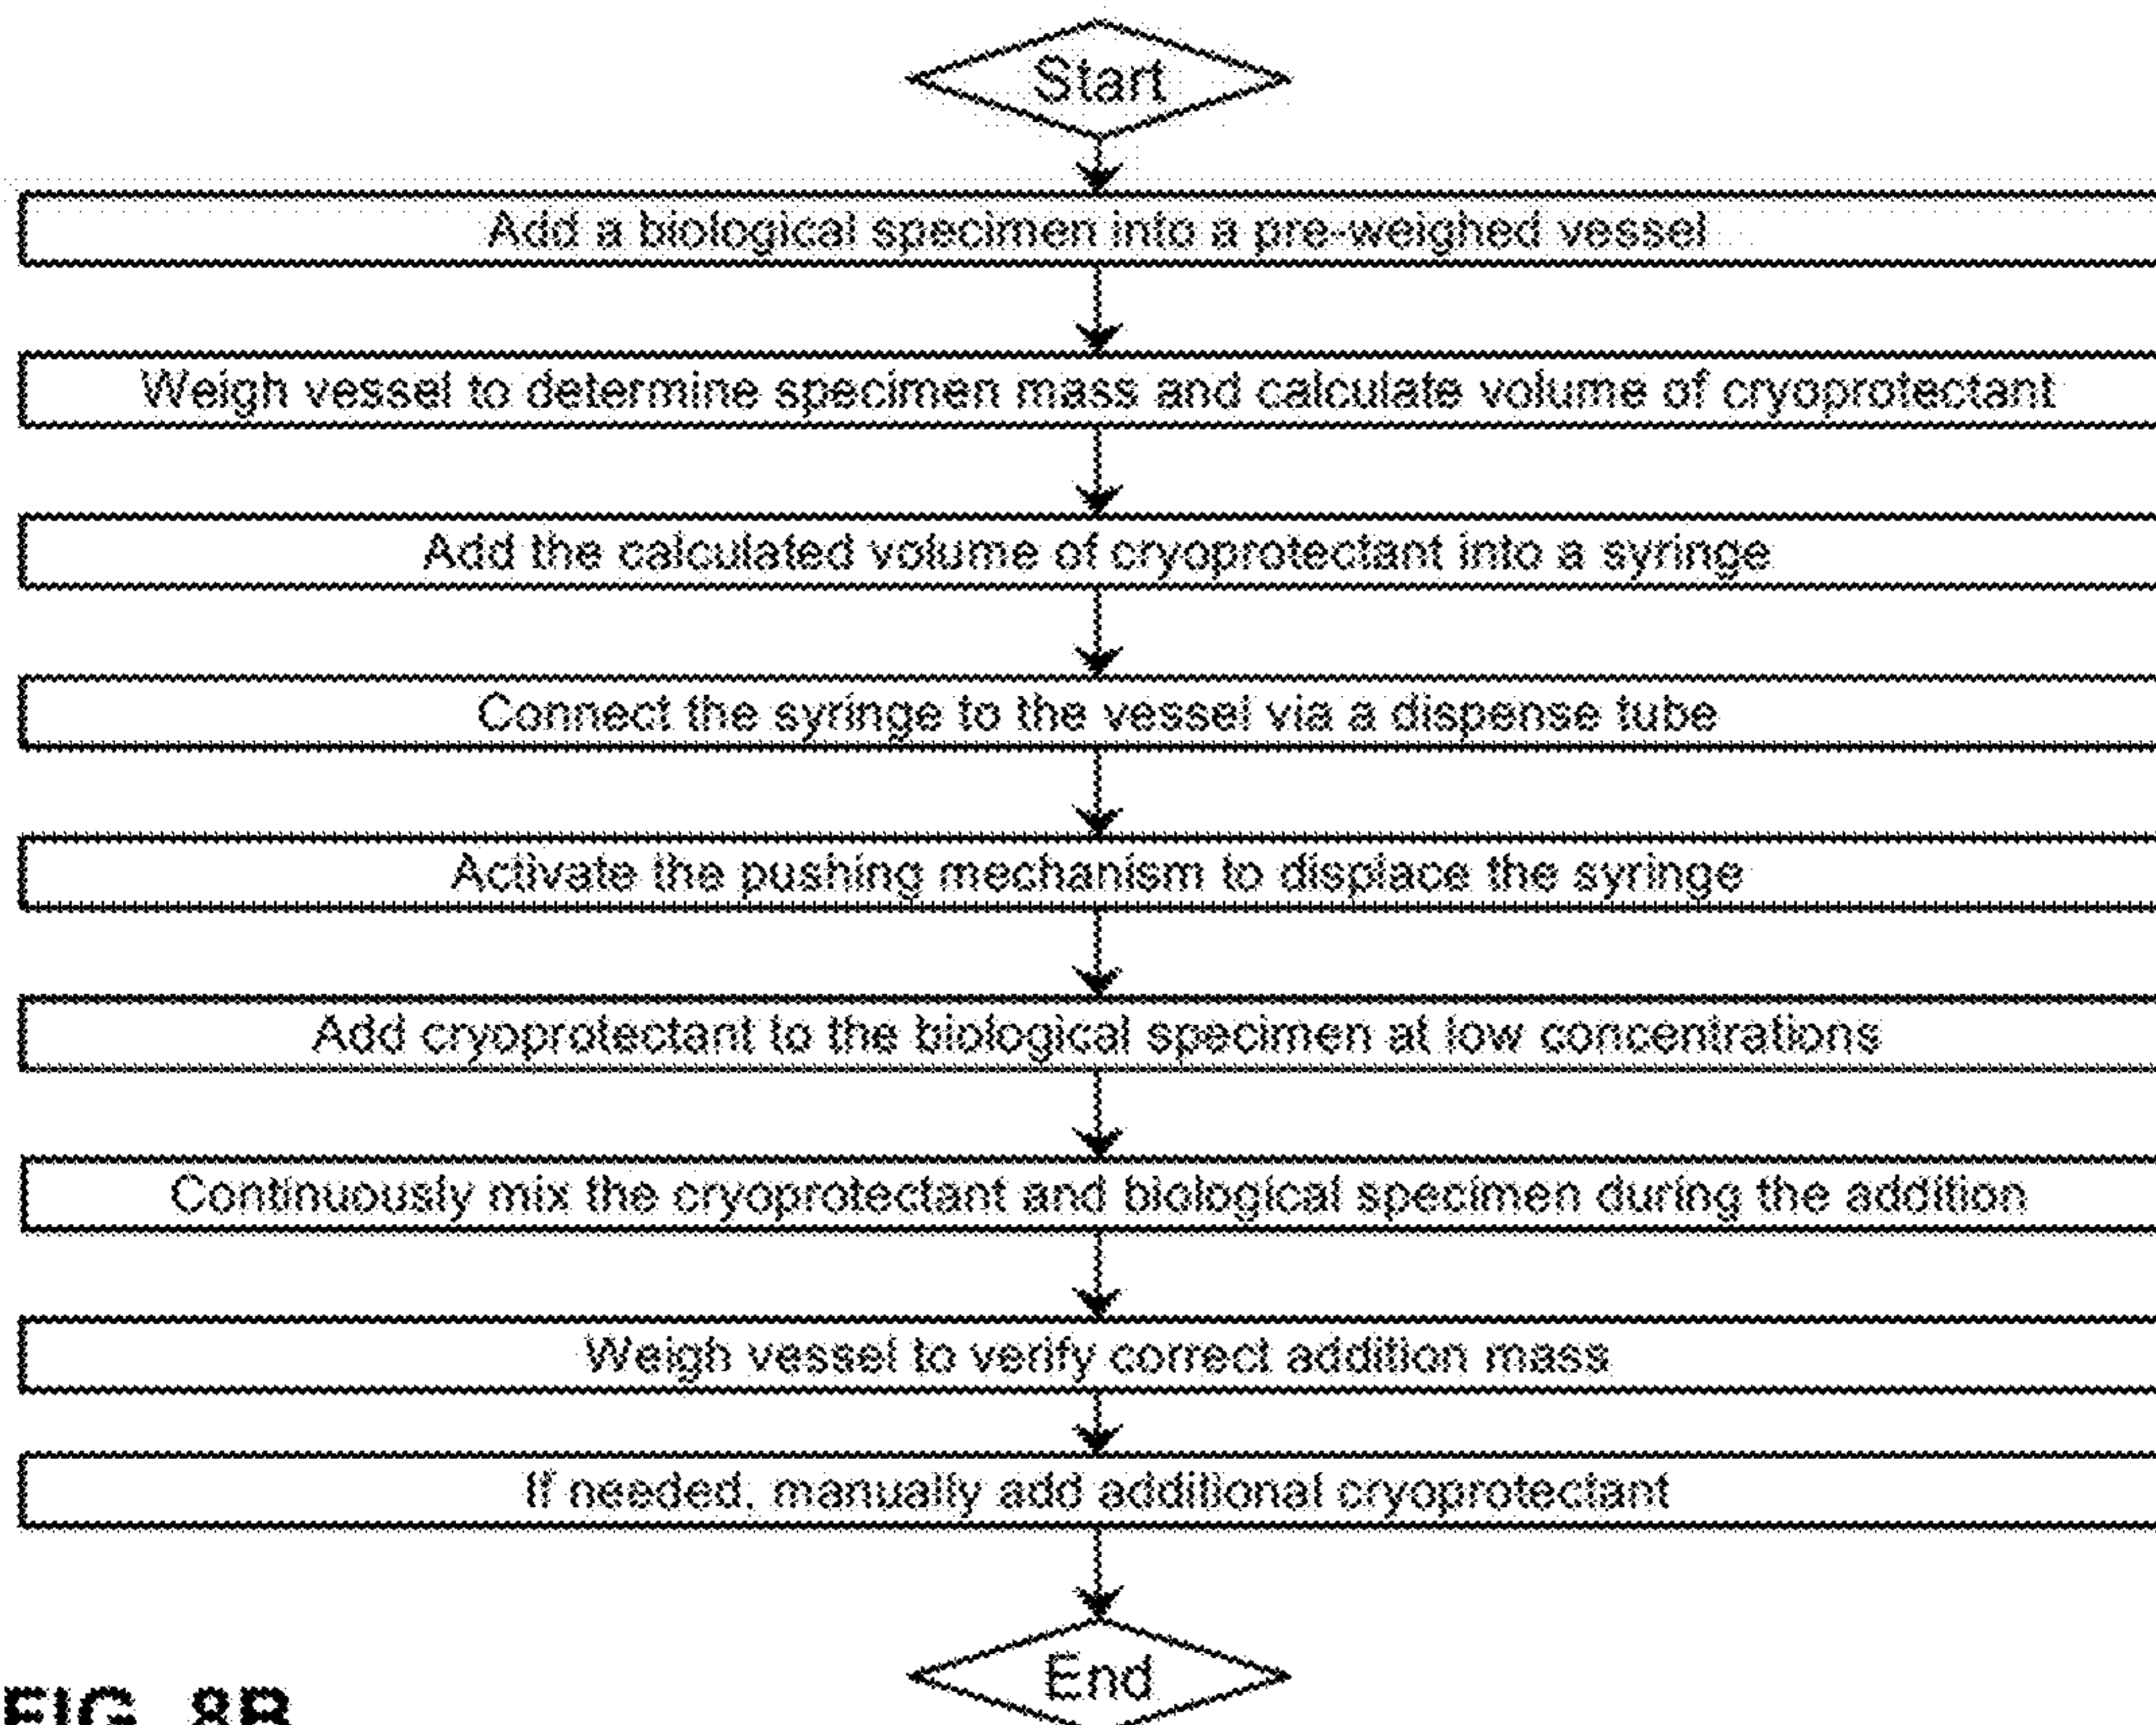 Start
Add a biological specimen into a pre-weighed vessel
Weigh vessel to determine specimen mass and calculate volume of cryoprotectant
Add the calculated volume of cryoprotectant into a syringe
Connect the syringe to the vessel via a dispense tube
Activate the pushing mechanism to displace the syringe
Add cryoprotectant to the biological specimen at low concentrations
Continuously mix the cryoprotectant and biological specimen during the addition
Weigh vessel to verify correct addition mass
If needed, manually add additional cryoprotectant
End
FIG. 8B